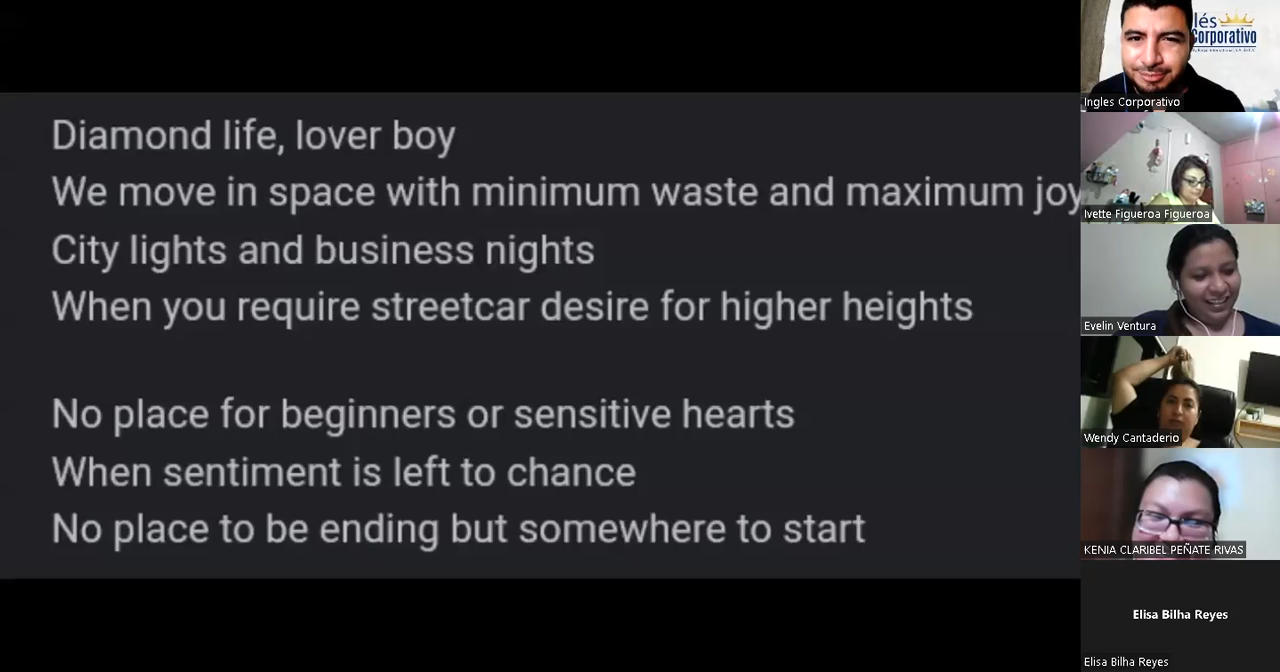 Diamond life, lover boy
We move in space with minimum waste and maximum joy
City lights and business nights
When you require streetcar desire for higher heights
No place for beginners or sensitive hearts
When sentiment is left to chance
No place to be ending but somewhere to start
lés
Corporativo
Ingles Corporativo
Ivette Figueroa Figueroa
Evelin Ventura
Wendy Cantaderio
KENIA CLARIBEL PEÑATE RIVAS
Elisa Bilha Reyes
Elisa Bilha Reyes